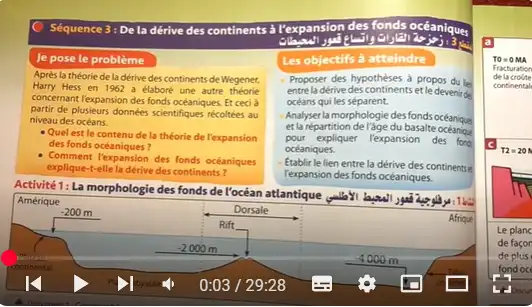 Séquence 3 : De la dérive des continents à l'expansion des fonds océaniques
زحزحة القارات واتساع قعور المحيطات
Je pose le problème
Après la théorie de la dérive des continents de Wegener,
Harry Hess en 1962 a élaboré une autre théorie
concernant l'expansion des fonds océaniques. Et ceci à
partir de plusieurs données scientifiques récoltées au
niveau des océans.
• Quel est le contenu de la théorie de l'expansion
des fonds océaniques ?
• Comment l'expansion des fonds océaniques
explique-t-elle la dérive des continents ?
Les objectifs à atteindre
- Proposer des hypothèses à propos du lien
entre la dérive des continents et le devenir des
océans qui les séparent.
- Analyser la morphologie des fonds océaniques
et la répartition de l'âge du basalte océanique
pour expliquer l'expansion des fonds
océaniques.
- Établir le lien entre la dérive des continents et
l'expansion des fonds océaniques.
Activité 1 : La morphologie des fonds de l'océan atlantique
Amérique
-200 m
Dorsale
Rift
-2 000 m
-4 000 m
Afrique
a
T0 = 0 MA
Fracturation
de la croûte
continentale
c
T2 = 20
Le planc
de façon
de plus
fond oc
0:03 / 29:28